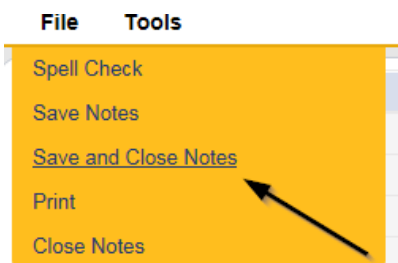 File Tools
Spell Check
Save Notes
Save and Close Notes
Print
Close Notes